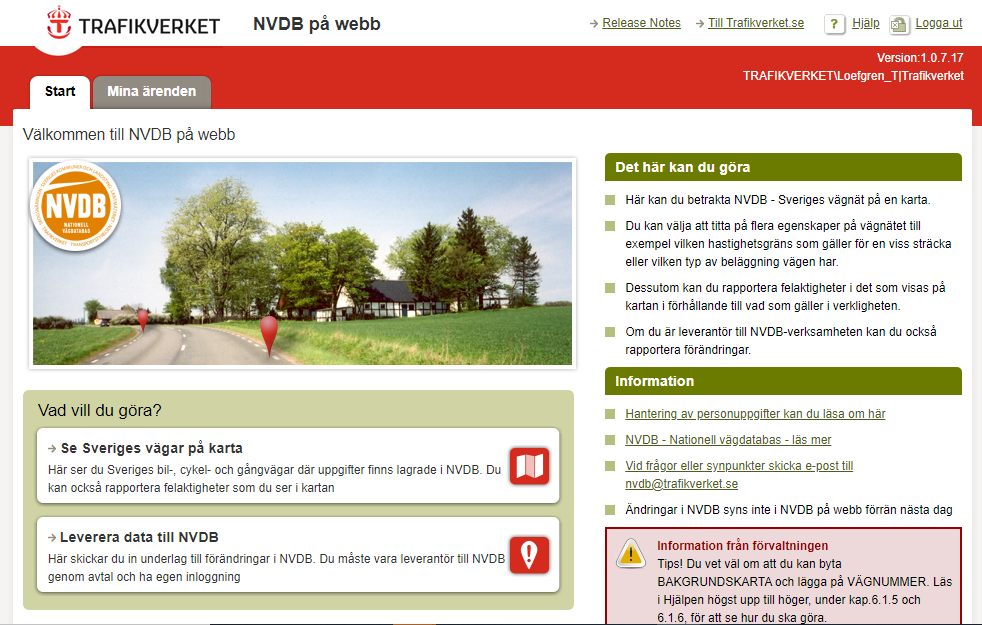 TRAFIKVERKET
NVDB på webb
Release Notes
Till Trafikverket.se
?
Hjälp
Logga ut
Version:1.0.7.17
TRAFIKVERKET\Loefgren_T|Trafikverket
Start
Mina ärenden
Välkommen till NVDB på webb
NVDB
NATIONELL
VÄGDATABAS
Vad vill du göra?
Se Sveriges vägar på karta
Här ser du Sveriges bil-, cykel- och gångvägar där uppgifter finns lagrade i NVDB. Du
kan också rapportera felaktigheter som du ser i kartan
Leverera data till NVDB
Här skickar du in underlag till förändringar i NVDB. Du måste vara leverantör till NVDB
genom avtal och ha egen inloggning
Det här kan du göra
Här kan du betrakta NVDB - Sveriges vägnät på en karta.
Du kan välja att titta på flera egenskaper på vägnätet till
exempel vilken hastighetsgräns som gäller för en viss sträcka
eller vilken typ av beläggning vägen har.
Dessutom kan du rapportera felaktigheter i det som visas på
kartan i förhållande till vad som gäller i verkligheten.
Om du är leverantör till NVDB-verksamheten kan du också
rapportera förändringar.
Information
Hantering av personuppgifter kan du läsa om här
NVDB - Nationell vägdatabas - läs mer
Vid frågor eller synpunkter skicka e-post till
nvdb@trafikverket.se
Ändringar i NVDB syns inte i NVDB på webb förrän nästa dag
Information från förvaltningen
Tips! Du vet väl om att du kan byta
BAKGRUNDSKARTA och lägga på VÄGNUMMER. Läs
i Hjälpen högst upp till höger, under kap.6.1.5 och
6.1.6, för att se hur du ska göra.